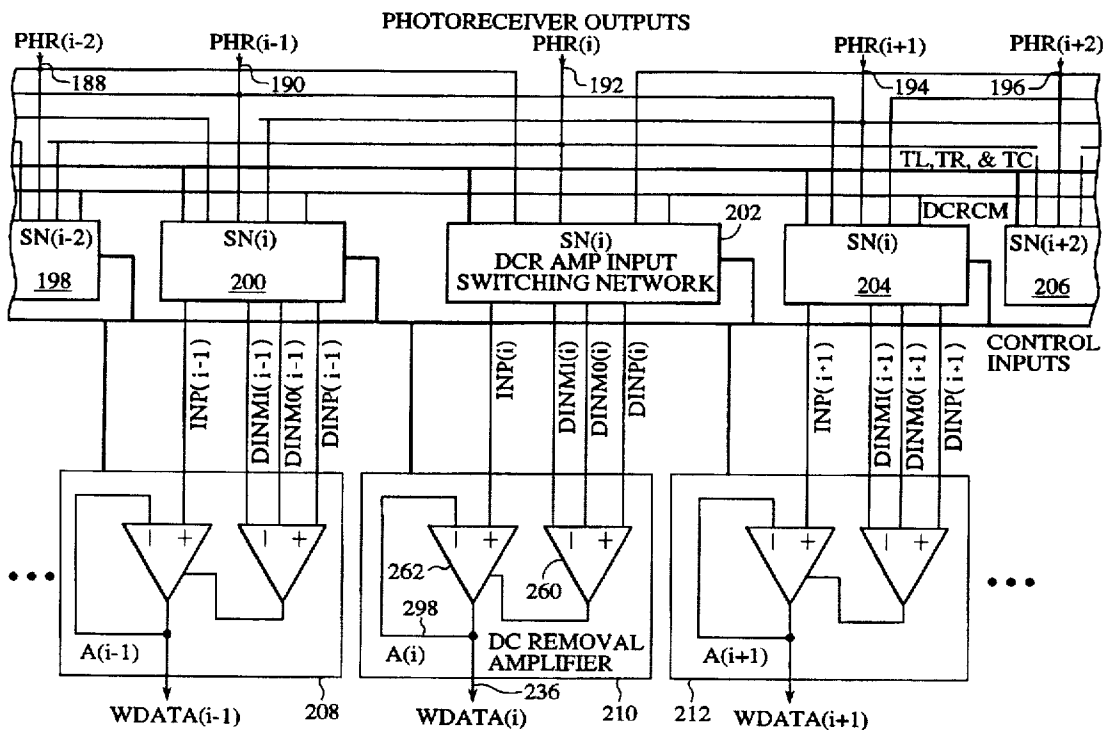 PHOTORECEIVER OUTPUTS
PHR(i-2)
PHR(i-1)
PHR(i)
PHR(i+1)
PHR(i+2)
188
190
192
194
196
TL,TR, & TC
DCRCM
202
SN(i-2)
198
SN(i)
200
SN(i)
DCR AMP INPUT
SWITCHING NETWORK
SN(i)
204
SN(i+2)
206
CONTROL
INPUTS
INP(i-1)
DINM1(i-1)
DINM0(i-1)
DINP(i-1)
INP(i)
DINM1(i)
DINM0(i)
DINP(i)
INP(i+1)
DINM1(i+1)
DINM0(i+1)
DINP(i+1)
− +
− +
− +
− +
− +
− +
262
260
298
A(i-1)
A(i)
DC REMOVAL
AMPLIFIER
A(i+1)
208
236
210
212
WDATA(i-1)
WDATA(i)
WDATA(i+1)